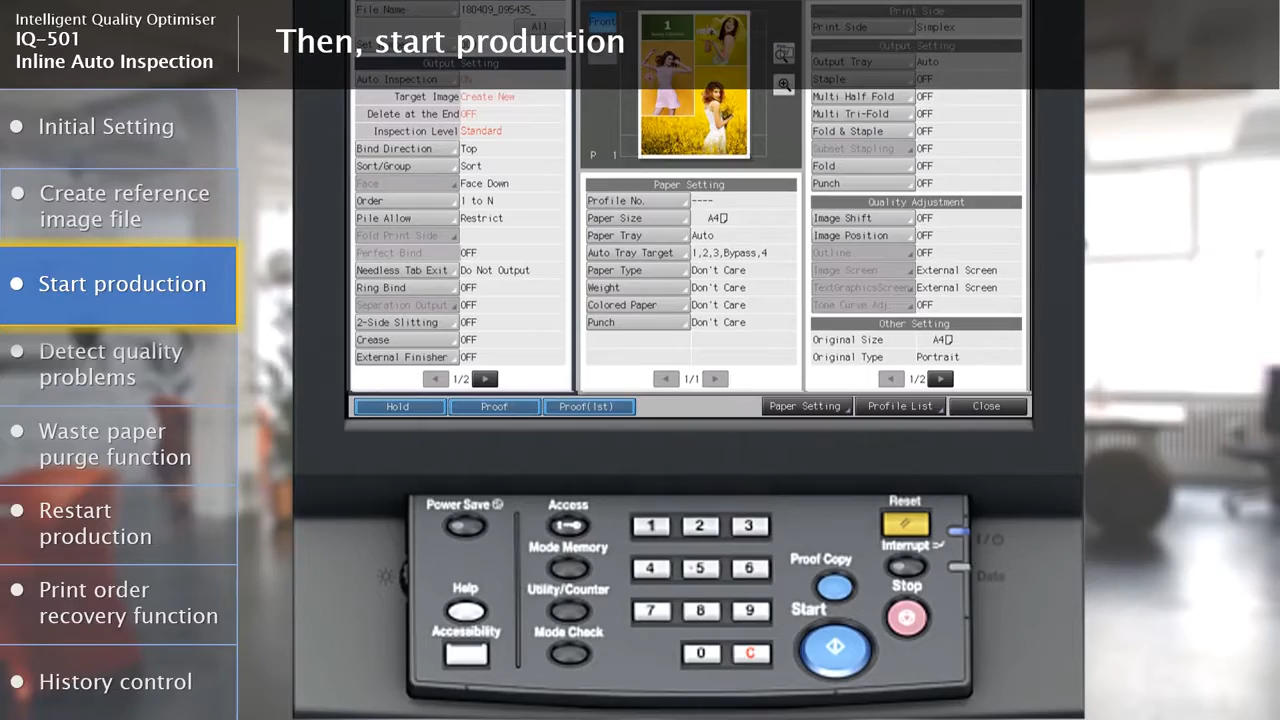 Intelligent Quality Optimiser
IQ-501
Inline Auto Inspection
Then, start production
Initial Setting
Create reference
image file
Start production
Detect quality
problems
Waste paper
purge function
Restart
production
Print order
recovery function
History control
File Name 180409_095435_
All
Output Setting
Auto Inspection ON
Target Image Create New
Delete at the End OFF
Inspection Level Standard
Bind Direction Top
Sort/Group Sort
Face Face Down
Order 1 to N
Pile Allow Restrict
Fold Print Side
Perfect Bind OFF
Needless Tab Exit Do Not Output
Ring Bind OFF
Separation Output OFF
2-Side Slitting OFF
Crease OFF
External Finisher OFF
1/2
Front
1
P 1
Paper Setting
Profile No. ----
Paper Size A4
Paper Tray Auto
Auto Tray Target 1,2,3,Bypass,4
Paper Type Don't Care
Weight Don't Care
Colored Paper Don't Care
Punch Don't Care
1/1
Print Side
Print Side Simplex
Output Setting
Output Tray Auto
Staple OFF
Multi Half Fold OFF
Multi Tri-Fold OFF
Fold & Staple OFF
Subset Stapling OFF
Fold OFF
Punch OFF
Quality Adjustment
Image Shift OFF
Image Position OFF
Outline OFF
Image Screen External Screen
TextGraphicsScreen External Screen
Tone Curve Adj. OFF
Other Setting
Original Size A4
Original Type Portrait
1/2
Hold Proof Proof(1st) Paper Setting Profile List Close
Power Save
Access
Mode Memory
Help
Utility/Counter
Accessibility
Mode Check
1 2 3
4 5 6
7 8 9
0 C
Proof Copy
Start
Reset
Interrupt
Stop
Data